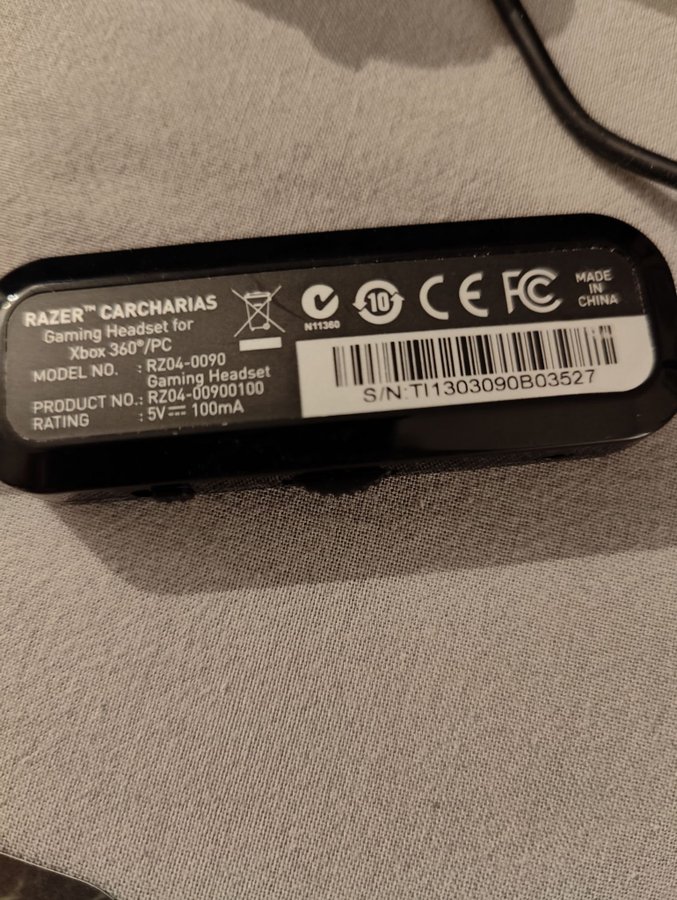 RAZER™ CARCHARIAS
Gaming Headset for
Xbox 360®/PC
MODEL NO. : RZ04-0090
Gaming Headset
PRODUCT NO.: RZ04-00900100
RATING : 5V⎓ 100mA
N11360
10
CE
FC
MADE
IN
CHINA
S/N:TI1303090B03527